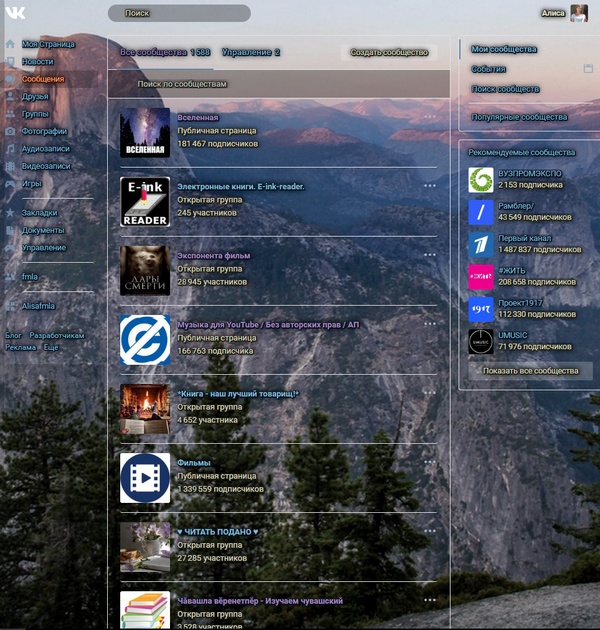 Поиск
Алиса
Моя Страница
Новости
Сообщения
Друзья
Группы
Фотографии
Аудиозаписи
Видеозаписи
Игры
Закладки
Документы
Управление
fmla
Alisafmla
Блог Разработчикам
Реклама Ещё
Все сообщества 1 588 Управление 2 Создать сообщество
Поиск по сообществам
ВСЕЛЕННАЯ
Вселенная
Публичная страница
181 467 подписчиков
E-ink
READER
Электронные книги. E-ink-reader.
Открытая группа
245 участников
ДАРЫ
СМЕРТИ
Экспонента фильм
Открытая группа
28 945 участников
Музыка для YouTube / Без авторских прав / АП
Публичная страница
166 763 подписчика
*Книга - наш лучший товарищ!*
Открытая группа
4 652 участника
Фильмы
Публичная страница
1 339 559 подписчиков
♥ ЧИТАТЬ ПОДАНО ♥
Открытая группа
27 285 участников
Чӑвашла вӗренетпӗр - Изучаем чувашский
Открытая группа
3 528 участников
Мои сообщества
События
Поиск сообществ
Популярные сообщества
Рекомендуемые сообщества
ВУЗПРОМЭКСПО
2 153 подписчика
Рамблер/
43 549 подписчиков
Первый канал
1 487 837 подписчиков
#ЖИТЬ
208 658 подписчиков
1917
Проект1917
112 330 подписчиков
UMUSIC
71 976 подписчиков
Показать все сообщества